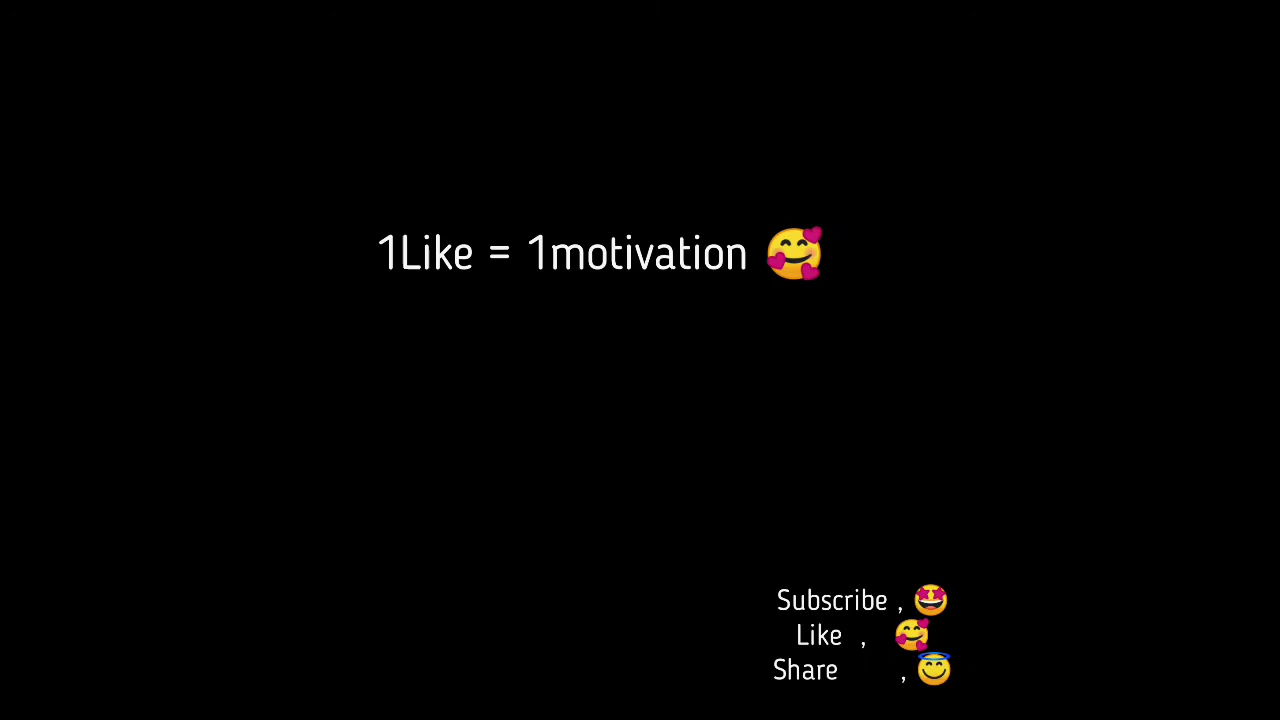 1Like = 1motivation 🥰
Subscribe , 🤩
Like , 🥰
Share , 😇